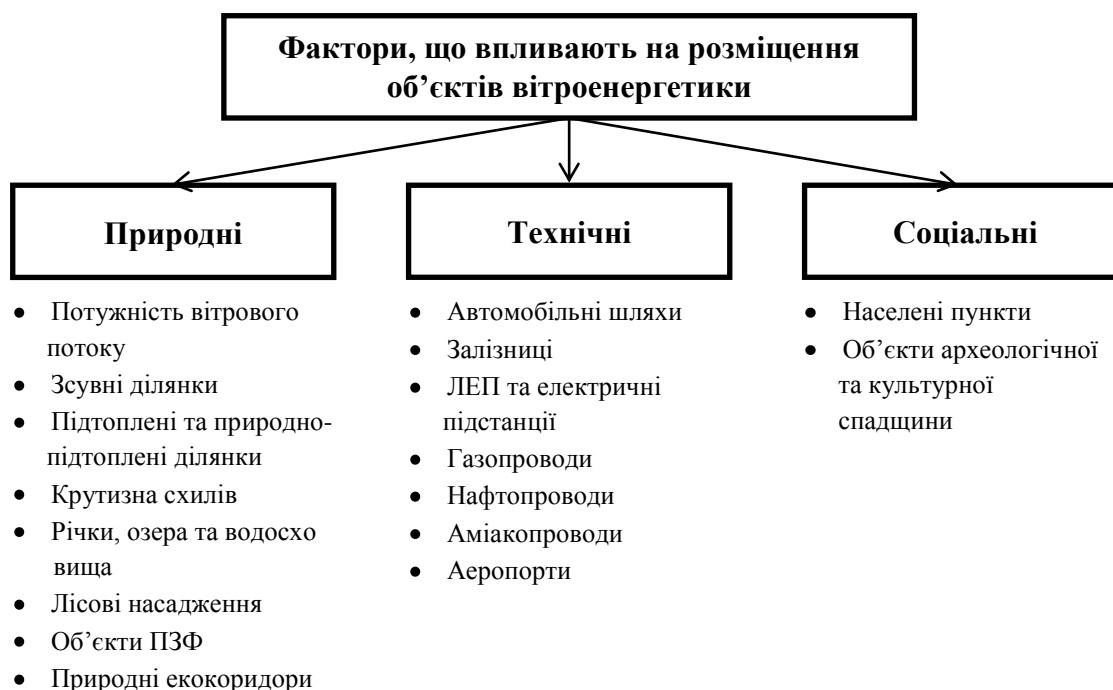 Фактори, що впливають на розміщення
об’єктів вітроенергетики
Природні
• Потужність вітрового
потоку
• Зсувні ділянки
• Підтоплені та природно-
підтоплені ділянки
• Крутизна схилів
• Річки, озера та водосхо
вища
• Лісові насадження
• Об’єкти ПЗФ
• Природні екокоридори
Технічні
• Автомобільні шляхи
• Залізниці
• ЛЕП та електричні
підстанції
• Газопроводи
• Нафтопроводи
• Аміакопроводи
• Аеропорти
Соціальні
• Населені пункти
• Об’єкти археологічної
та культурної
спадщини